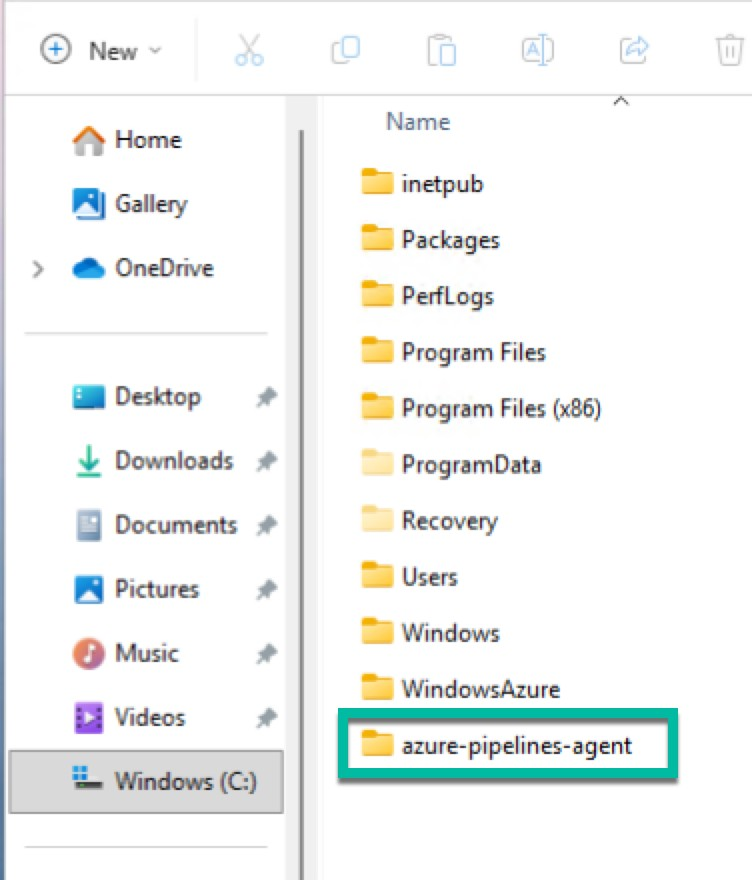 New
Name
Home
Gallery
OneDrive
Desktop
Downloads
Documents
Pictures
Music
Videos
Windows (C:)
inetpub
Packages
PerfLogs
Program Files
Program Files (x86)
ProgramData
Recovery
Users
Windows
WindowsAzure
azure-pipelines-agent